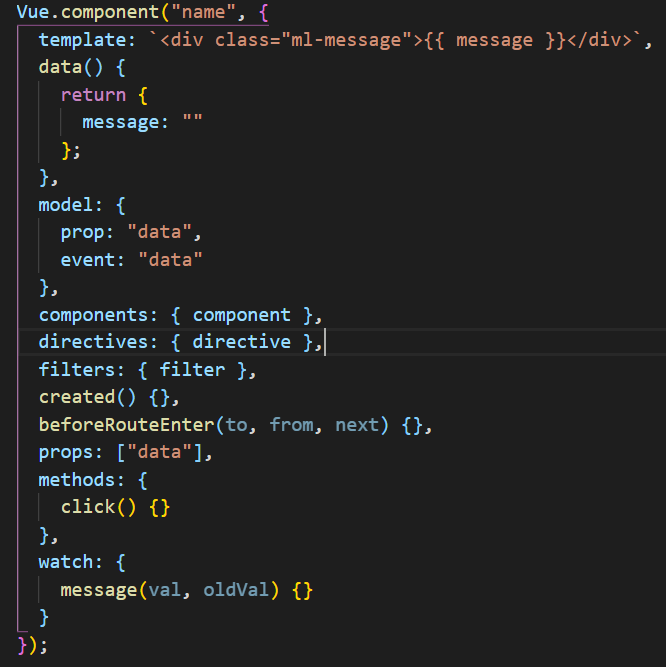 Vue.component("name", {
  template: `<div class="ml-message">{{ message }}</div>`,
  data() {
    return {
      message: ""
    };
  },
  model: {
    prop: "data",
    event: "data"
  },
  components: { component },
  directives: { directive },
  filters: { filter },
  created() {},
  beforeRouteEnter(to, from, next) {},
  props: ["data"],
  methods: {
    click() {}
  },
  watch: {
    message(val, oldVal) {}
  }
});